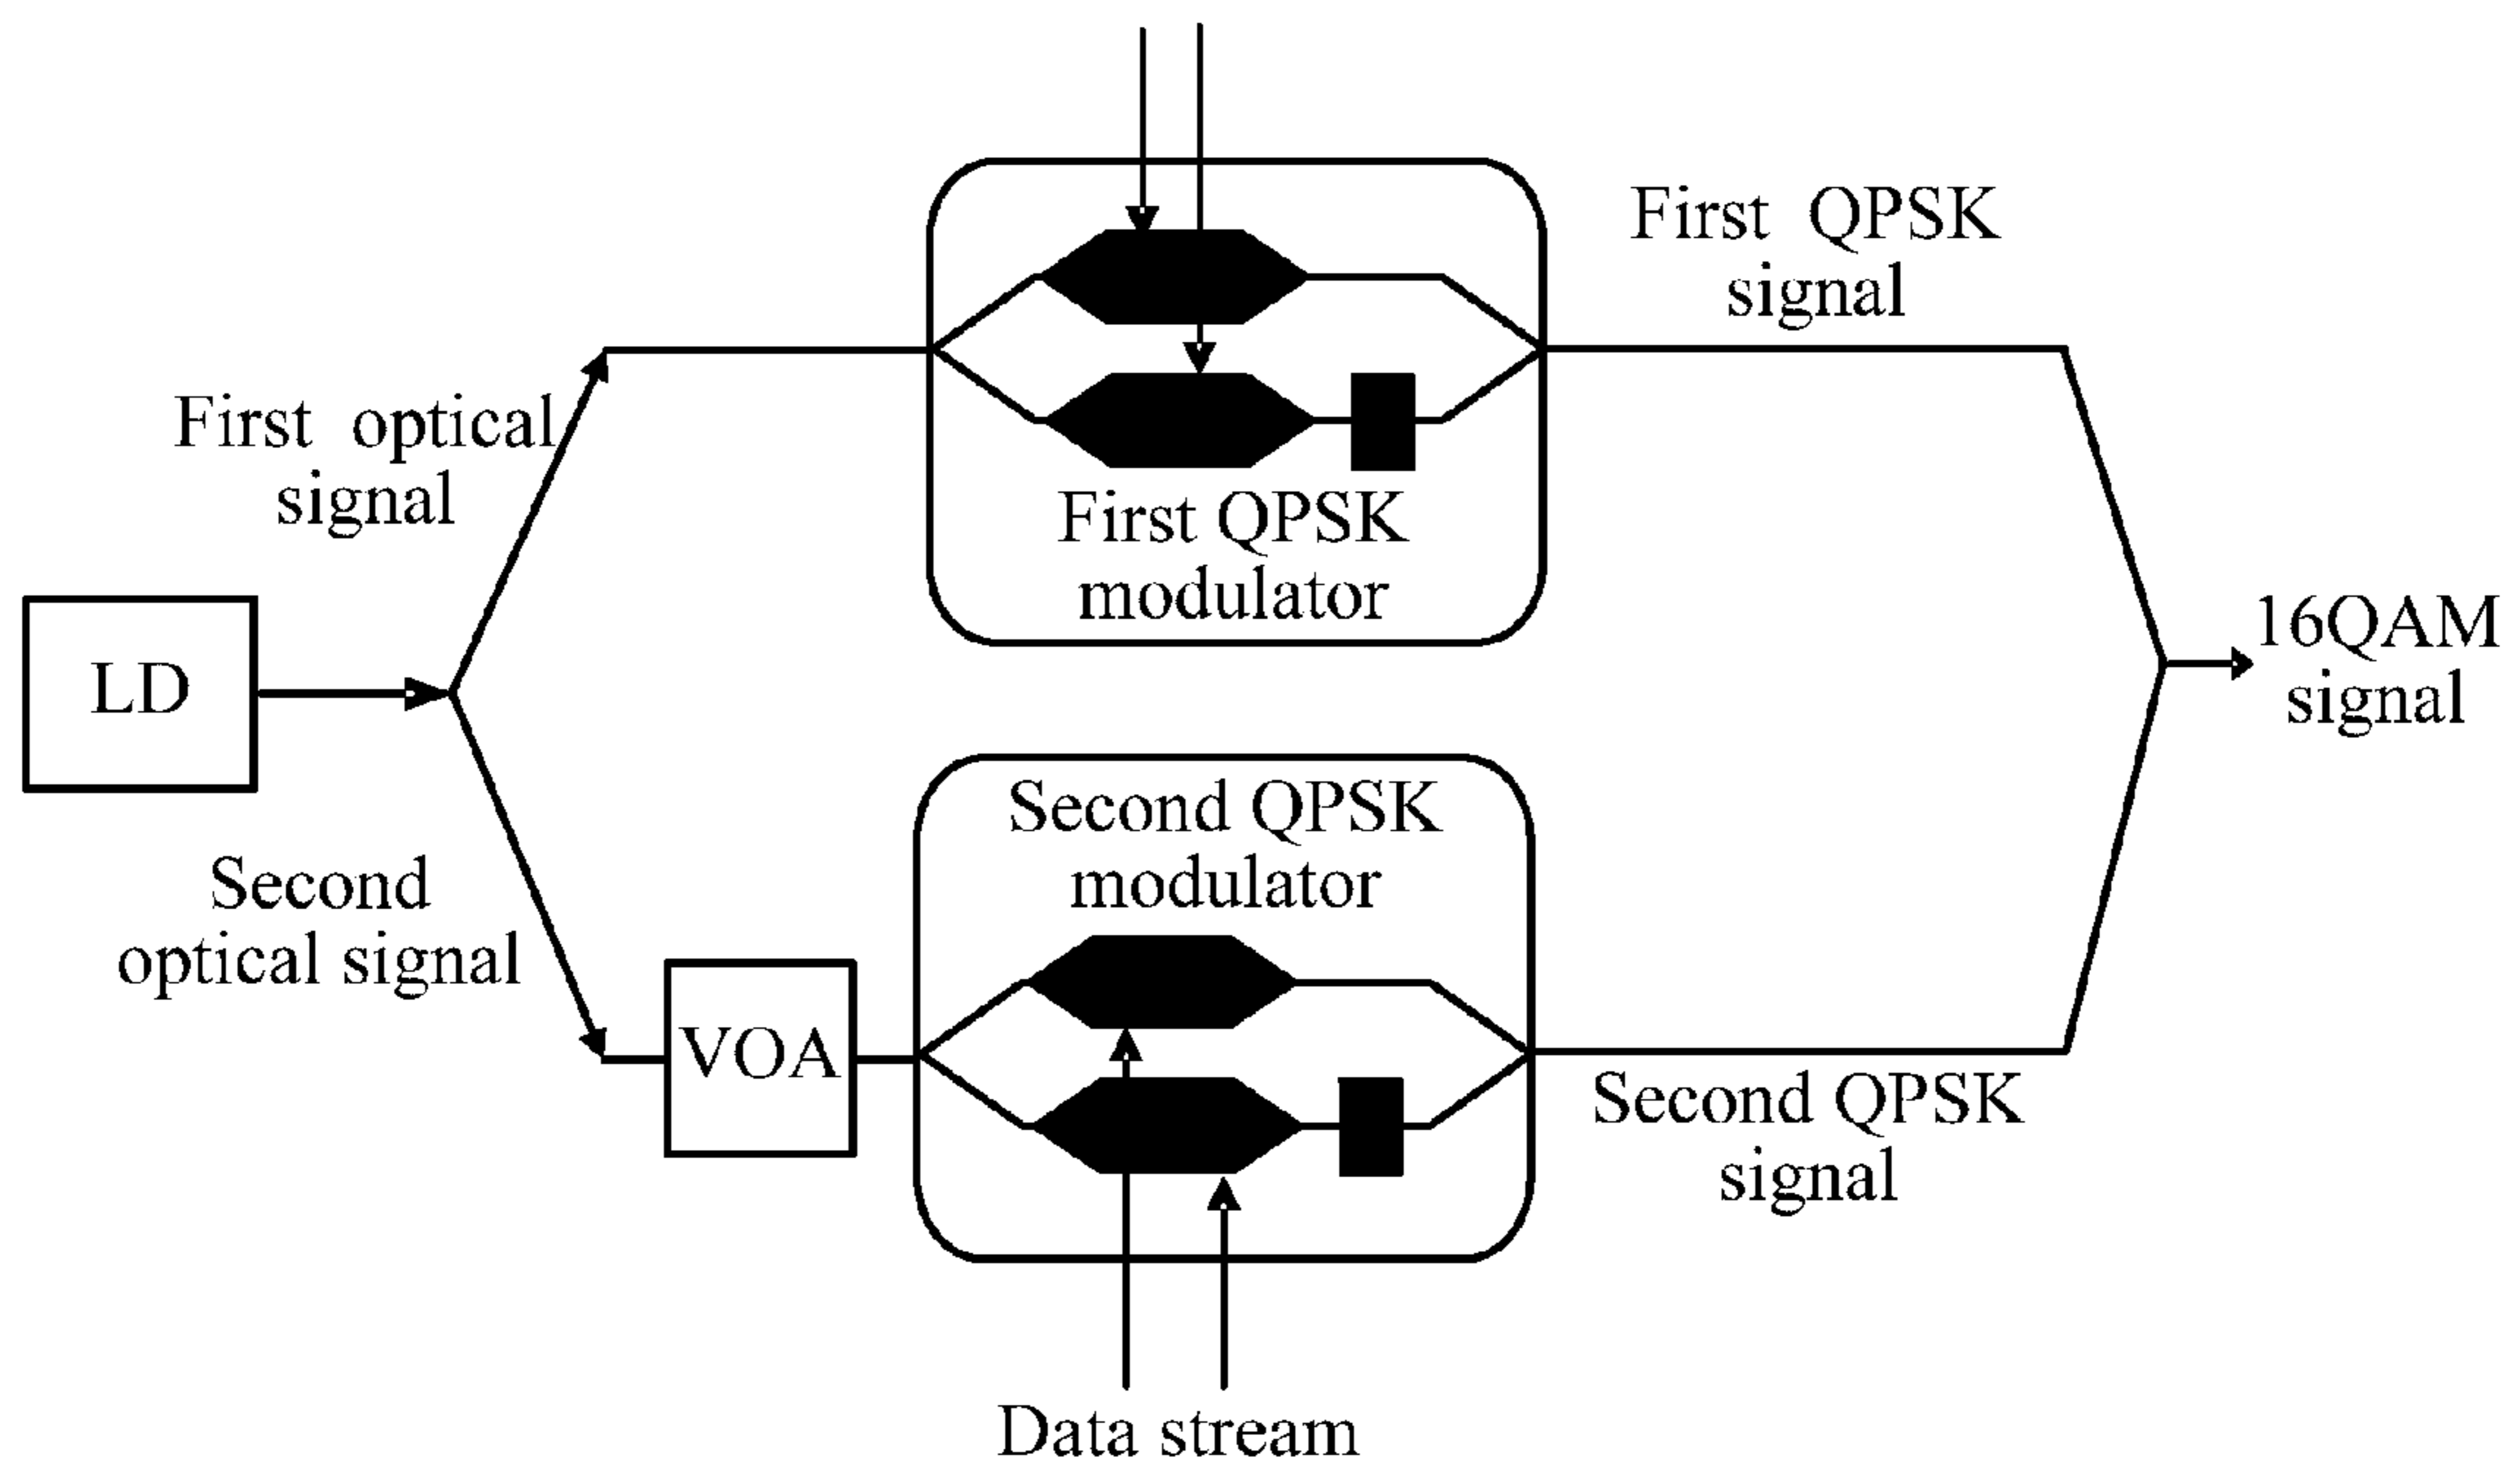 First QPSK
signal
First optical
signal
First QPSK
modulator
LD
16QAM
signal
Second QPSK
modulator
Second
optical signal
VOA
Second QPSK
signal
Data stream